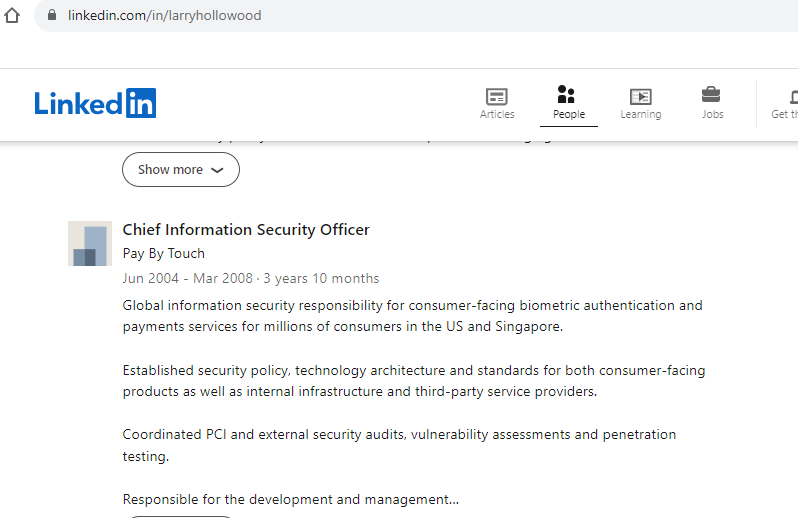 linkedin.com/in/larryhollowood
Linked in
Articles
People
Learning
Jobs
Get th
Show more
Chief Information Security Officer
Pay By Touch
Jun 2004 - Mar 2008 · 3 years 10 months
Global information security responsibility for consumer-facing biometric authentication and
payments services for millions of consumers in the US and Singapore.
Established security policy, technology architecture and standards for both consumer-facing
products as well as internal infrastructure and third-party service providers.
Coordinated PCI and external security audits, vulnerability assessments and penetration
testing.
Responsible for the development and management...